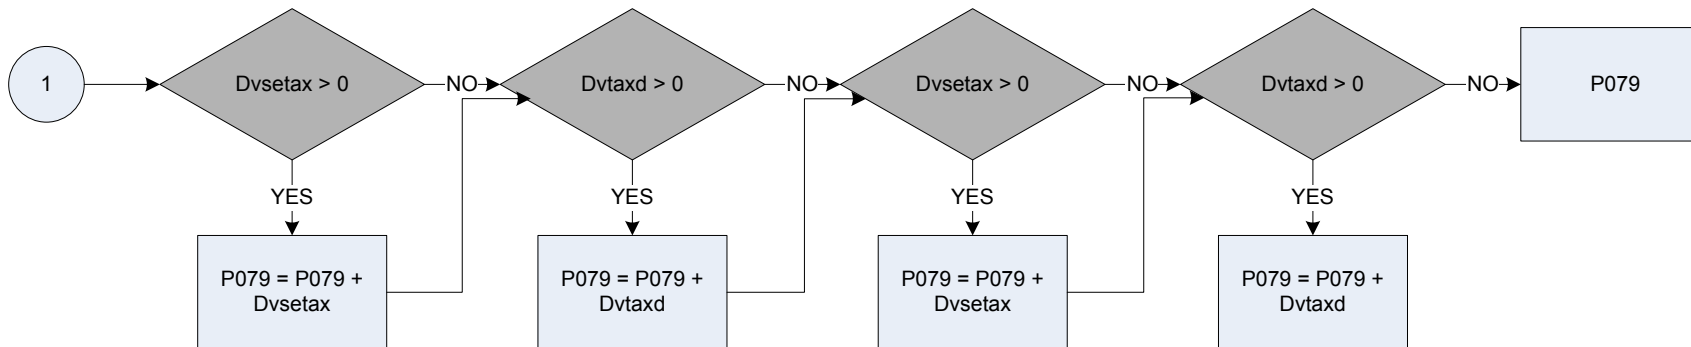 1
Dvsetax > 0
NO
Dvtaxd > 0
NO
Dvsetax > 0
NO
Dvtaxd > 0
NO
P079
YES
YES
YES
YES
P079 = P079 +
Dvsetax
P079 = P079 +
Dvtaxd
P079 = P079 +
Dvsetax
P079 = P079 +
Dvtaxd